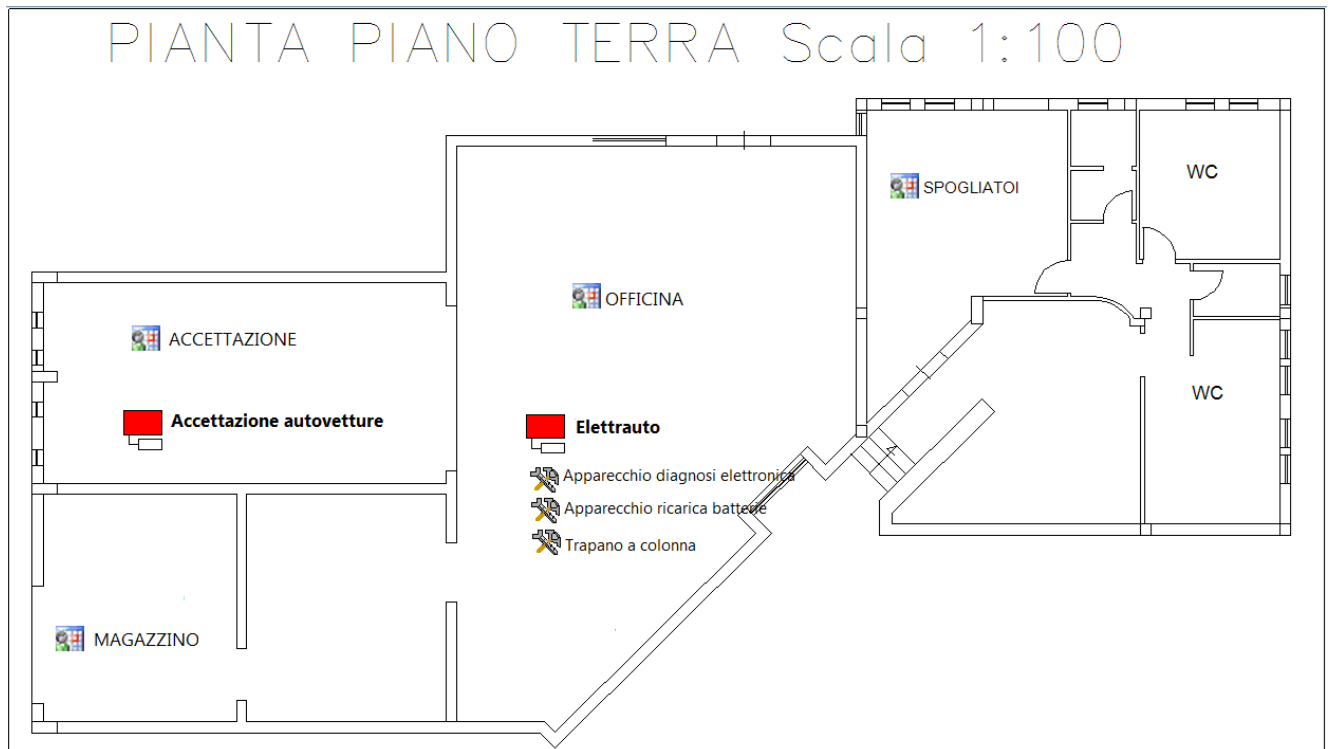 PIANTA PIANO TERRA Scala 1:100
WC
SPOGLIATOI
OFFICINA
ACCETTAZIONE
WC
Accettazione autovetture
Elettrauto
Apparecchio diagnosi elettronica
Apparecchio ricarica batterie
Trapano a colonna
MAGAZZINO